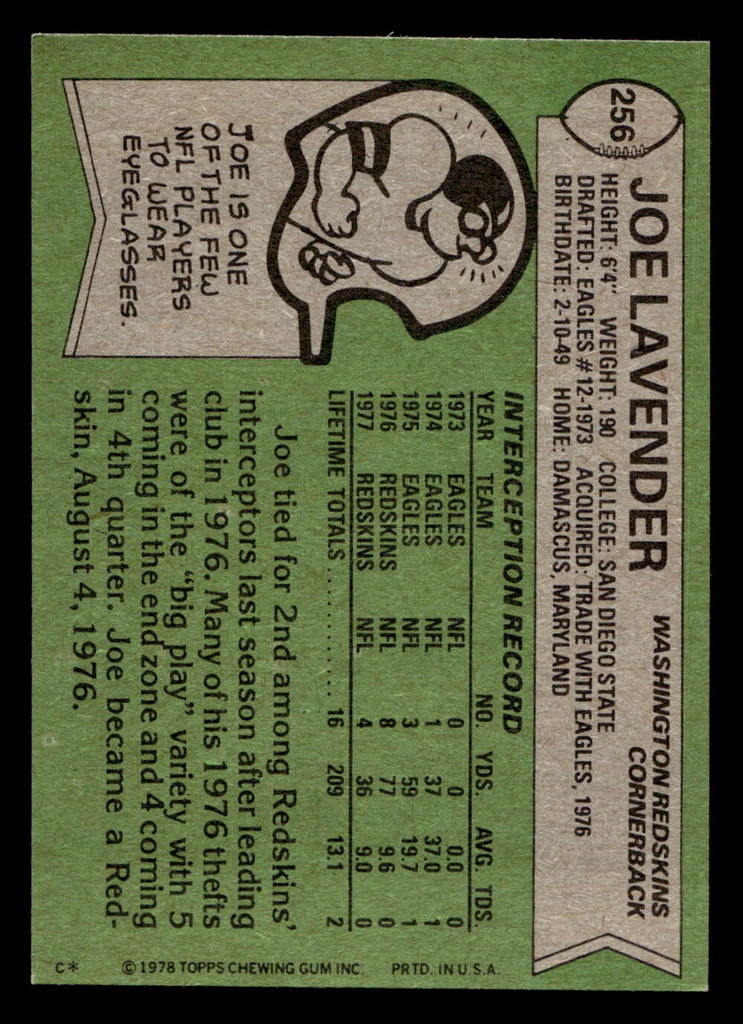 256
JOE LAVENDER
WASHINGTON REDSKINS
CORNERBACK
HEIGHT: 6'4" WEIGHT: 190 COLLEGE: SAN DIEGO STATE
DRAFTED: EAGLES #12-1973 ACQUIRED: TRADE WITH EAGLES, 1976
BIRTHDATE: 2-10-49 HOME: DAMASCUS, MARYLAND
JOE IS ONE
OF THE FEW
NFL PLAYERS
TO WEAR
EYEGLASSES.
INTERCEPTION RECORD
YEAR TEAM NO. YDS. AVG. TDS.
1973 EAGLES NFL 0 0 0.0 0
1974 EAGLES NFL 1 37 37.0 1
1975 EAGLES NFL 3 59 19.7 1
1976 REDSKINS NFL 8 77 9.6 0
1977 REDSKINS NFL 4 36 9.0 0
LIFETIME TOTALS ............ 16 209 13.1 2
Joe tied for 2nd among Redskins'
interceptors last season after leading
club in 1976. Many of his 1976 thefts
were of the "big play" variety with 5
coming in the end zone and 4 coming
in 4th quarter. Joe became a Red-
skin, August 4, 1976.
C* © 1978 TOPPS CHEWING GUM INC. PRTD. IN U.S.A.